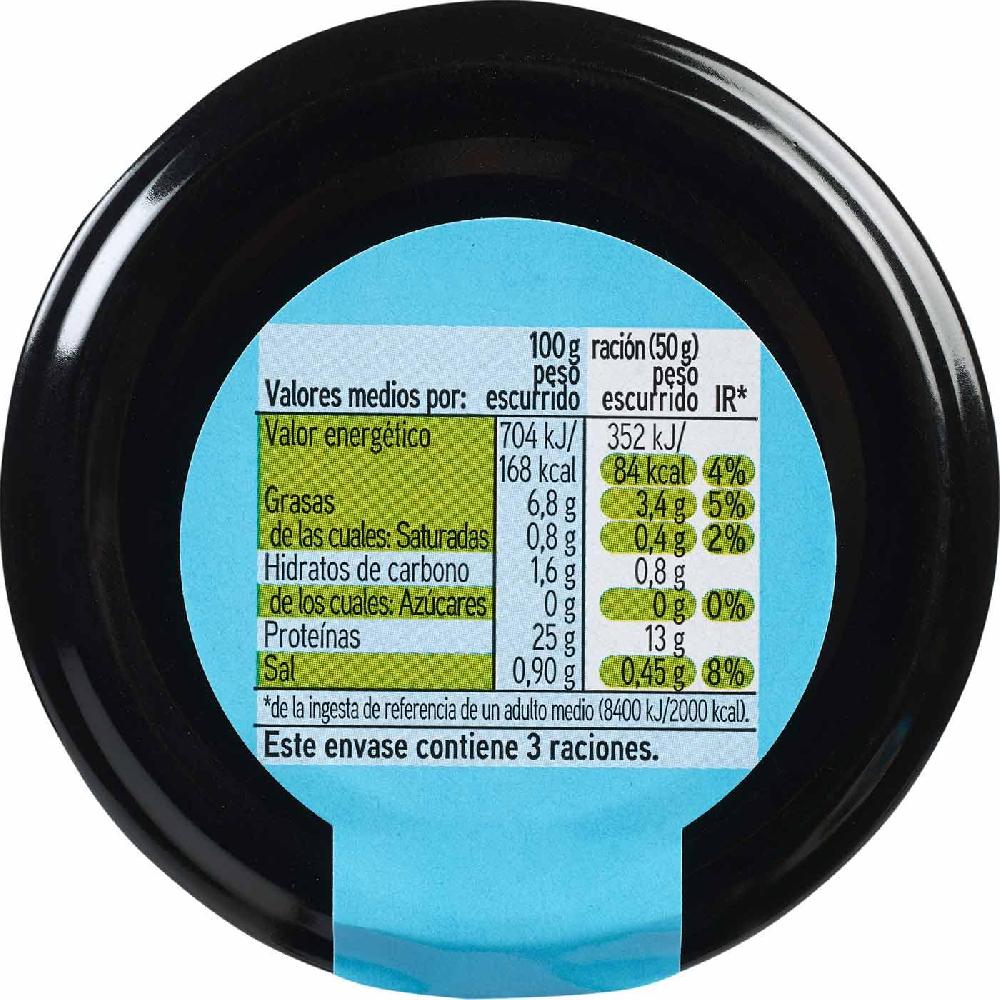 100 g ración (50 g)
peso peso
Valores medios por: escurrido escurrido IR*
Valor energético 704 kJ/ 352 kJ/
168 kcal 84 kcal 4%
Grasas 6,8 g 3,4 g 5%
de las cuales: Saturadas 0,8 g 0,4 g 2%
Hidratos de carbono 1,6 g 0,8 g
de los cuales: Azúcares 0 g 0 g 0%
Proteínas 25 g 13 g
Sal 0,90 g 0,45 g 8%
*de la ingesta de referencia de un adulto medio (8400 kJ/2000 kcal).
Este envase contiene 3 raciones.